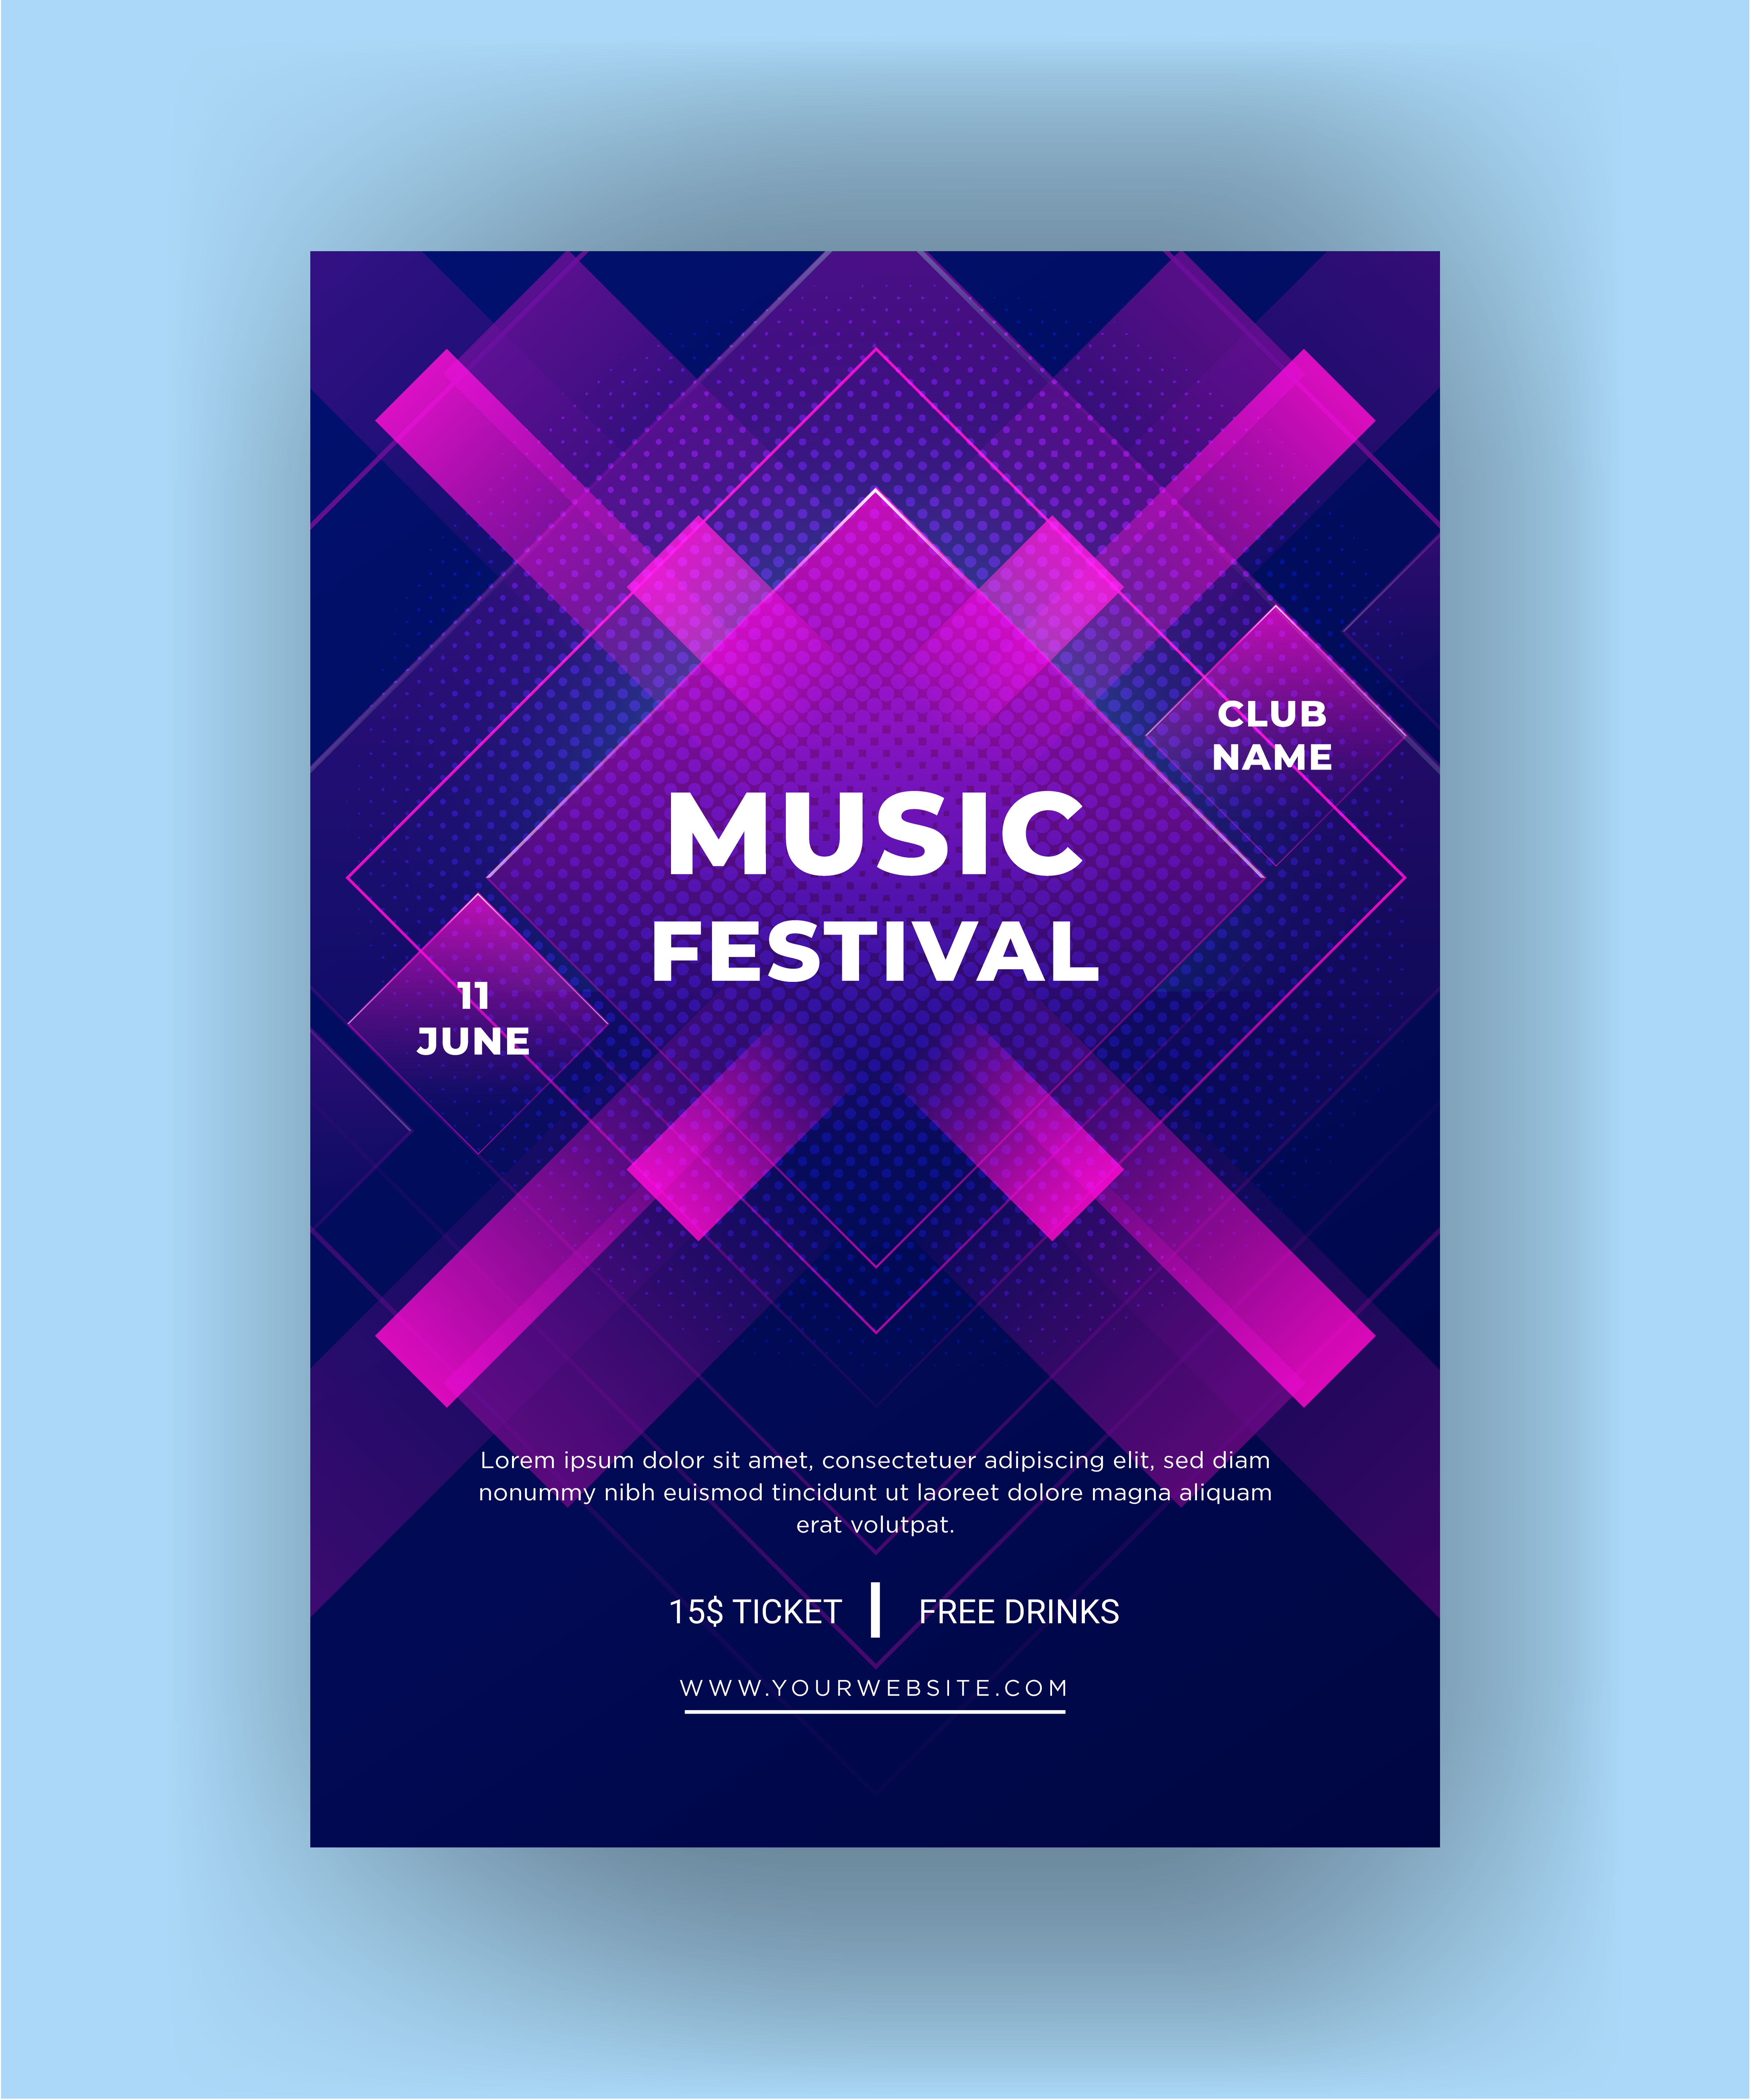 CLUB
NAME
MUSIC
FESTIVAL
11
JUNE
Lorem ipsum dolor sit amet, consectetuer adipiscing elit, sed diam
nonummy nibh euismod tincidunt ut laoreet dolore magna aliquam
erat volutpat.
15$ TICKET | FREE DRINKS
WWW.YOURWEBSITE.COM